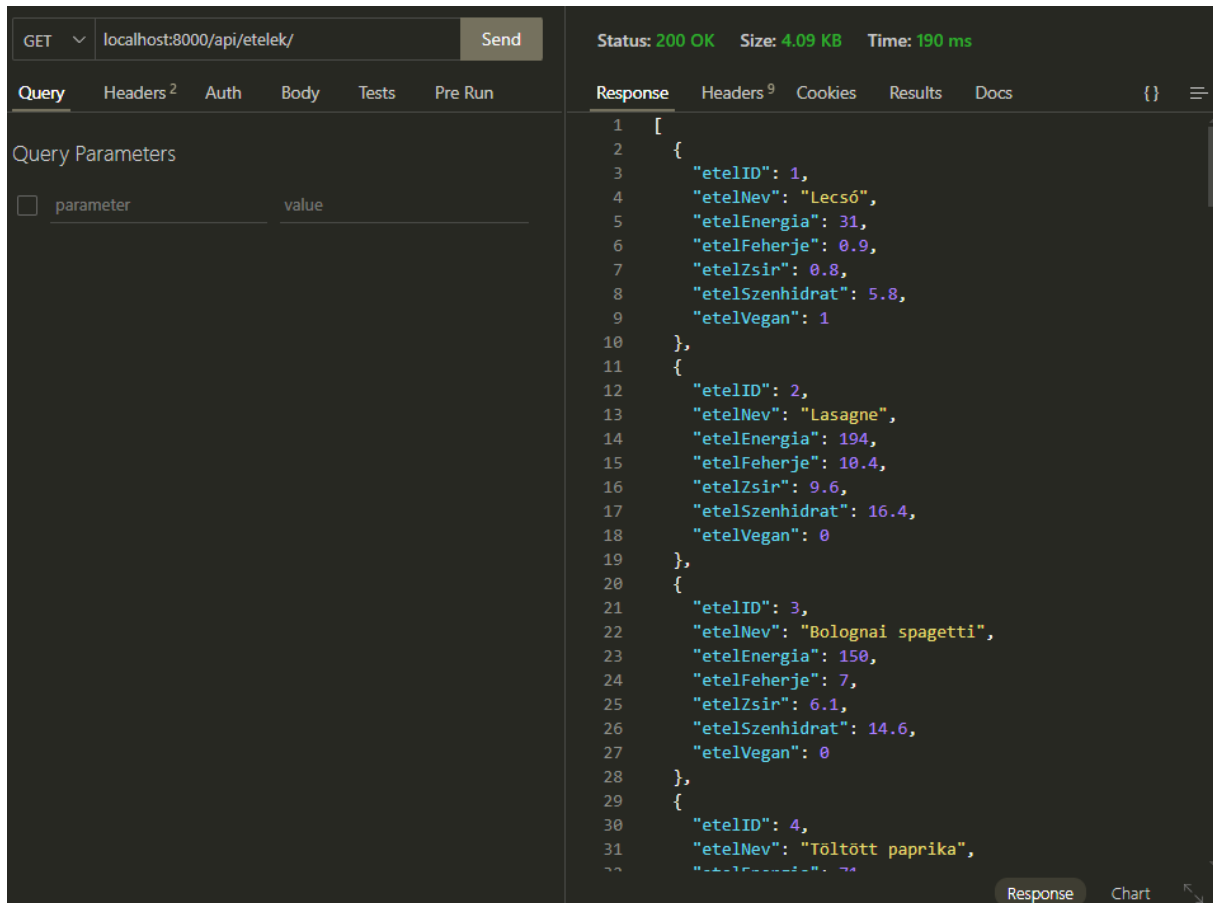 GET localhost:8000/api/etelek/ Send
Query Headers 2 Auth Body Tests Pre Run
Query Parameters
parameter value
Status: 200 OK Size: 4.09 KB Time: 190 ms
Response Headers 9 Cookies Results Docs {}
1 [
2 {
3 "etelID": 1,
4 "etelNev": "Lecsó",
5 "etelEnergia": 31,
6 "etelFeherje": 0.9,
7 "etelZsir": 0.8,
8 "etelSzenhidrat": 5.8,
9 "etelVegan": 1
10 },
11 {
12 "etelID": 2,
13 "etelNev": "Lasagne",
14 "etelEnergia": 194,
15 "etelFeherje": 10.4,
16 "etelZsir": 9.6,
17 "etelSzenhidrat": 16.4,
18 "etelVegan": 0
19 },
20 {
21 "etelID": 3,
22 "etelNev": "Bolognai spagetti",
23 "etelEnergia": 150,
24 "etelFeherje": 7,
25 "etelZsir": 6.1,
26 "etelSzenhidrat": 14.6,
27 "etelVegan": 0
28 },
29 {
30 "etelID": 4,
31 "etelNev": "Töltött paprika",
32 "etelEnergia": 71
Response Chart